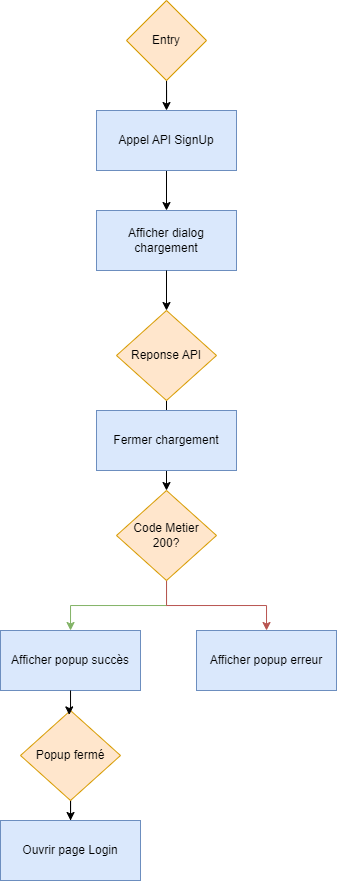 Entry
Appel API SignUp
Afficher dialog
chargement
Reponse API
Fermer chargement
Code Metier
200?
Afficher popup succès
Afficher popup erreur
Popup fermé
Ouvrir page Login